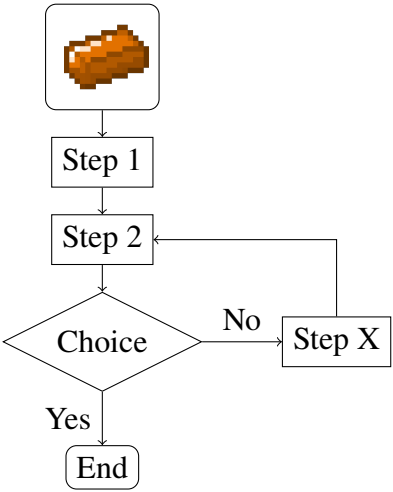 Step 1
Step 2
Choice
No
Step X
Yes
End